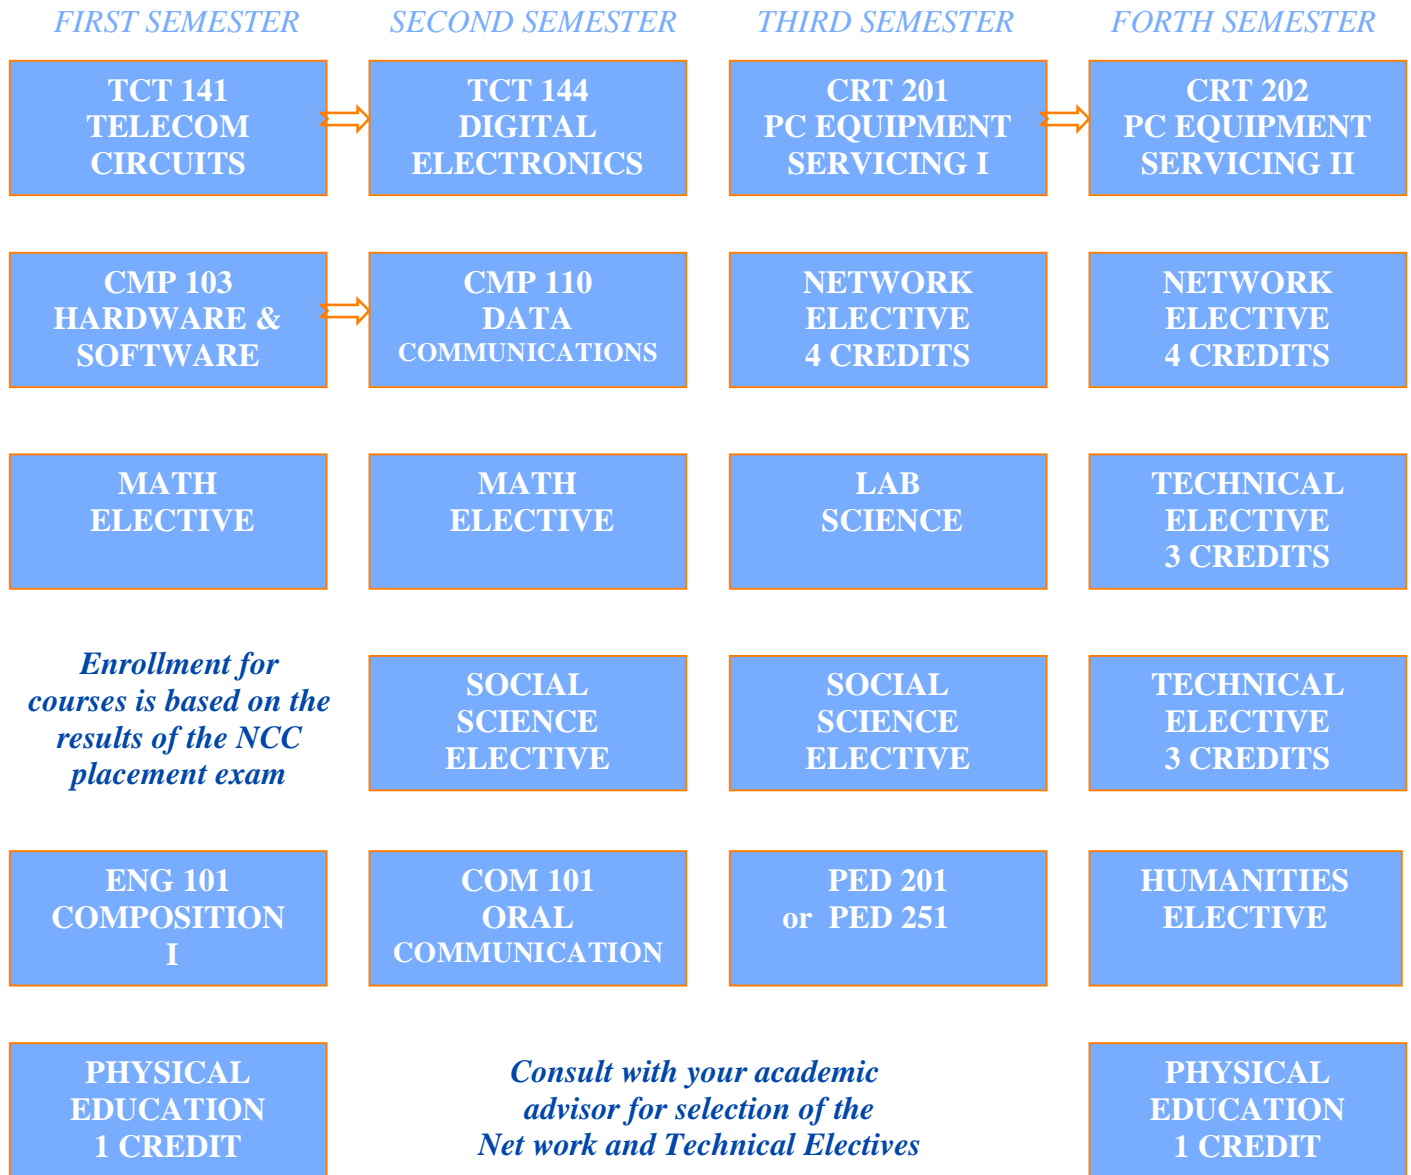 FIRST SEMESTER
SECOND SEMESTER
THIRD SEMESTER
FORTH SEMESTER
TCT 141
TELECOM
CIRCUITS
TCT 144
DIGITAL
ELECTRONICS
CRT 201
PC EQUIPMENT
SERVICING I
CRT 202
PC EQUIPMENT
SERVICING II
CMP 103
HARDWARE &
SOFTWARE
CMP 110
DATA
COMMUNICATIONS
NETWORK
ELECTIVE
4 CREDITS
NETWORK
ELECTIVE
4 CREDITS
MATH
ELECTIVE
MATH
ELECTIVE
LAB
SCIENCE
TECHNICAL
ELECTIVE
3 CREDITS
Enrollment for
courses is based on the
results of the NCC
placement exam
SOCIAL
SCIENCE
ELECTIVE
SOCIAL
SCIENCE
ELECTIVE
TECHNICAL
ELECTIVE
3 CREDITS
ENG 101
COMPOSITION
I
COM 101
ORAL
COMMUNICATION
PED 201
or PED 251
HUMANITIES
ELECTIVE
PHYSICAL
EDUCATION
1 CREDIT
Consult with your academic
advisor for selection of the
Net work and Technical Electives
PHYSICAL
EDUCATION
1 CREDIT